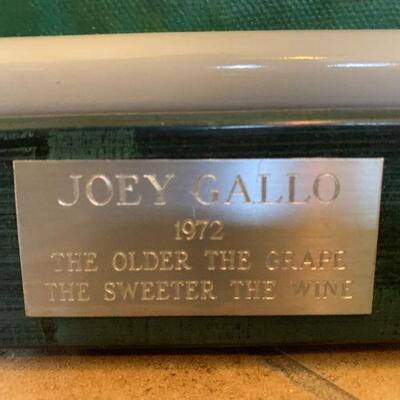 JOEY GALLO
1972
THE OLDER THE GRAPE
THE SWEETER THE WINE